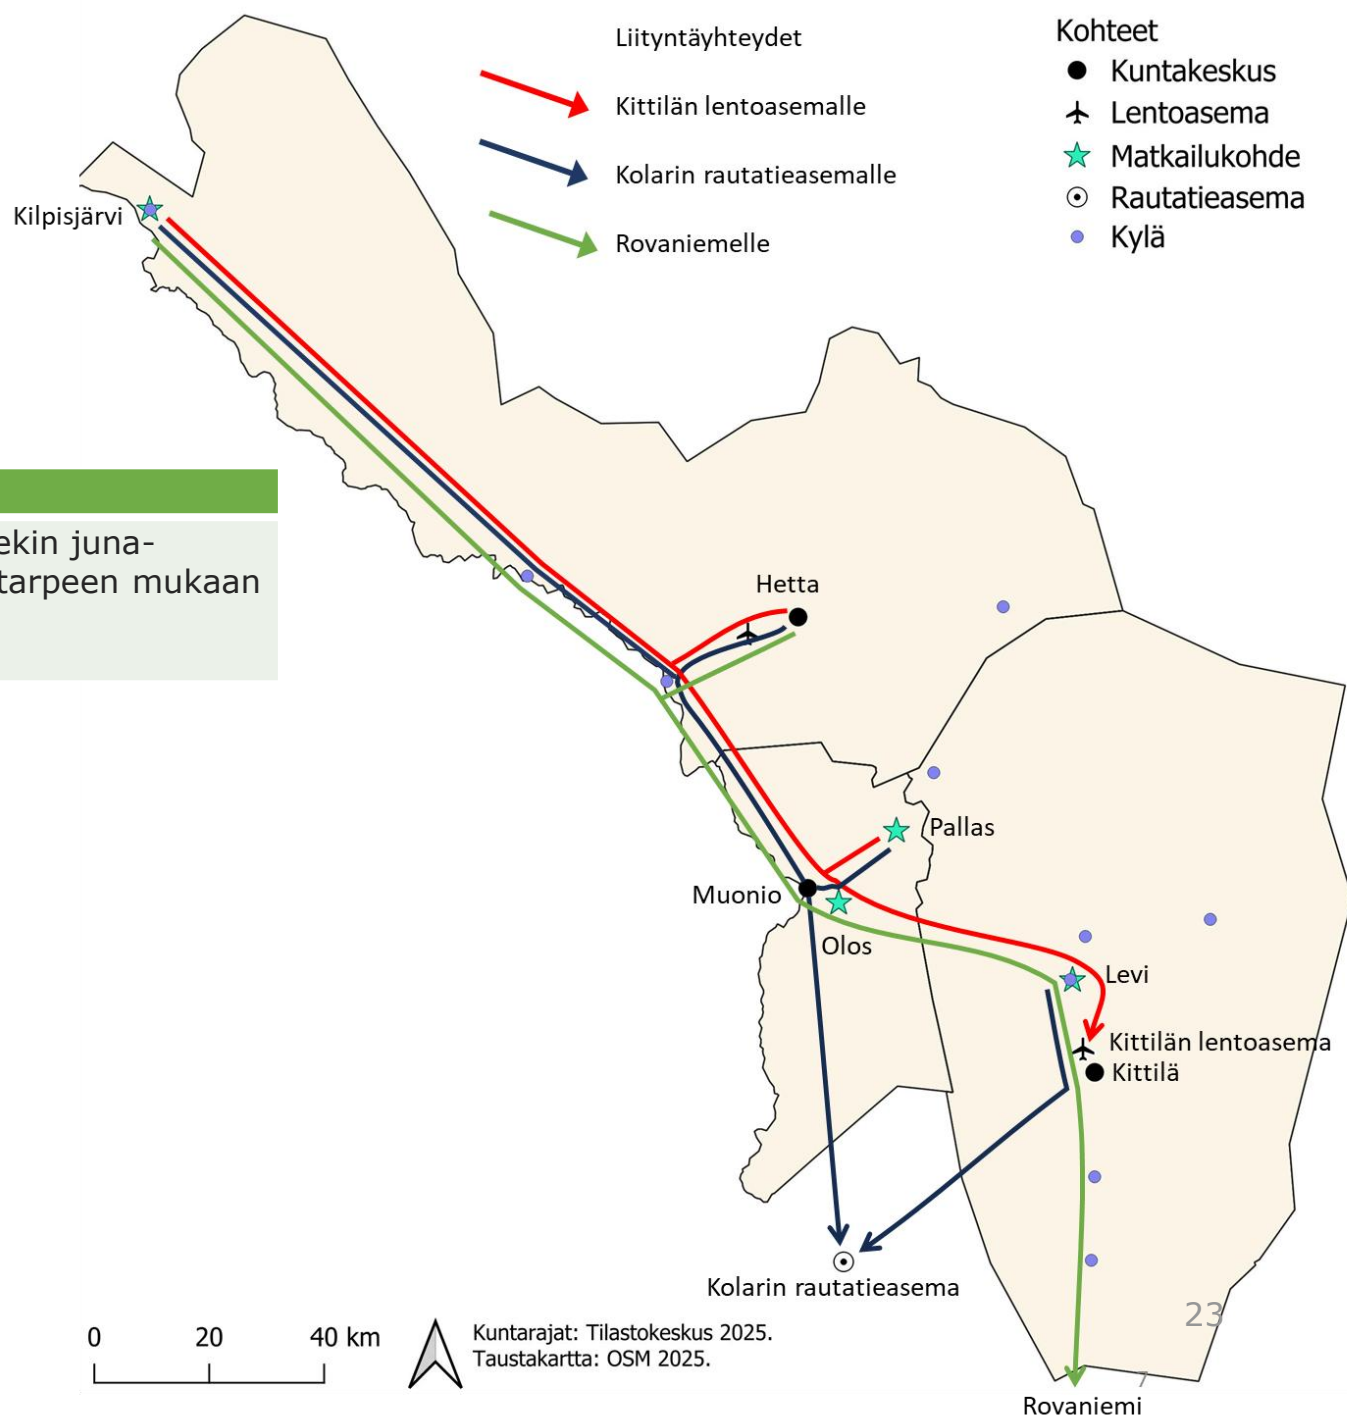 Liityntäyhteydet
Kittilän lentoasemalle
Kolarin rautatieasemalle
Rovaniemelle
Kohteet
Kuntakeskus
Lentoasema
Matkailukohde
Rautatieasema
Kylä
Kilpisjärvi
ekin juna-
tarpeen mukaan
Hetta
Pallas
Muonio
Olos
Levi
Kittilän lentoasema
Kittilä
Kolarin rautatieasema
0 20 40 km
Kuntarajat: Tilastokeskus 2025.
Taustakartta: OSM 2025.
23
7
Rovaniemi